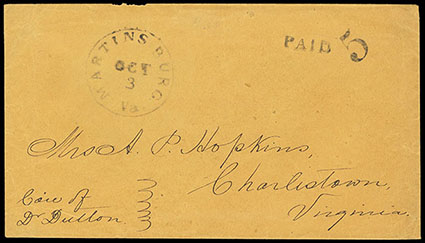 MARTINSBURG
OCT
3
Va.
PAID 5
Mrs A. P. Hopkins,
Charlestown,
Virginia.
Care of
Dr Dutton.